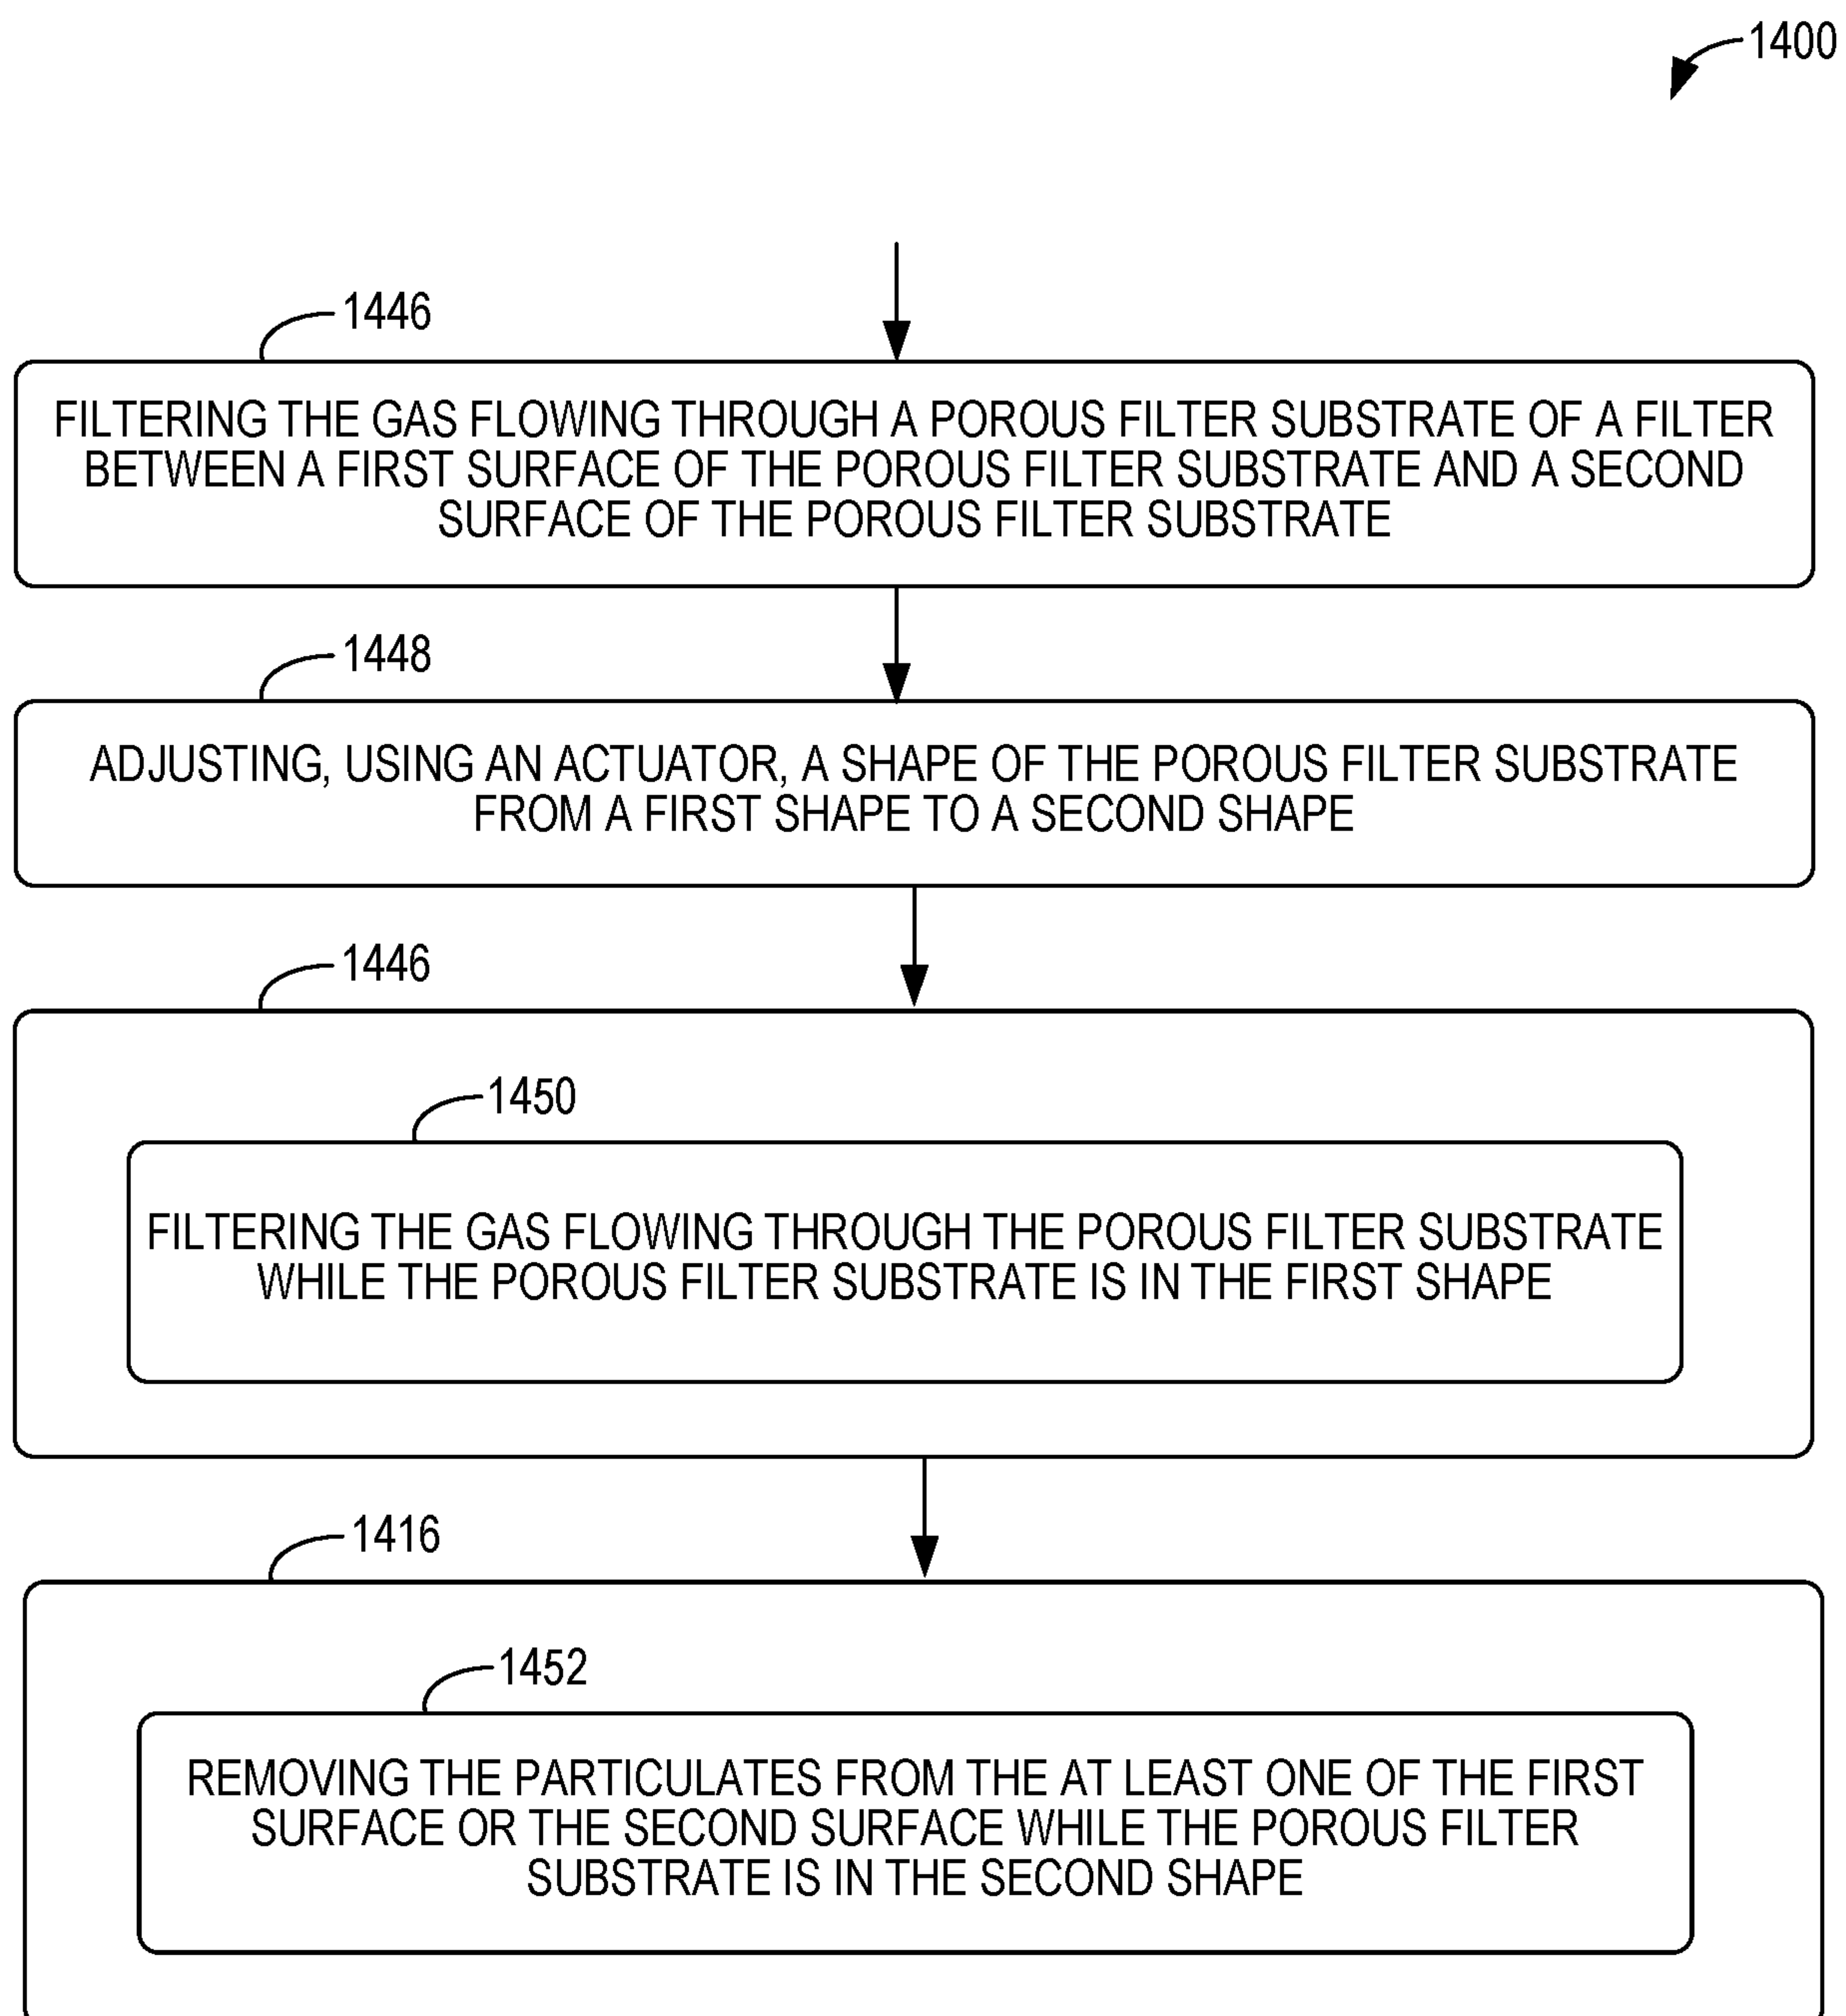 1400
1446
FILTERING THE GAS FLOWING THROUGH A POROUS FILTER SUBSTRATE OF A FILTER
BETWEEN A FIRST SURFACE OF THE POROUS FILTER SUBSTRATE AND A SECOND
SURFACE OF THE POROUS FILTER SUBSTRATE
1448
ADJUSTING, USING AN ACTUATOR, A SHAPE OF THE POROUS FILTER SUBSTRATE
FROM A FIRST SHAPE TO A SECOND SHAPE
1446
1450
FILTERING THE GAS FLOWING THROUGH THE POROUS FILTER SUBSTRATE
WHILE THE POROUS FILTER SUBSTRATE IS IN THE FIRST SHAPE
1416
1452
REMOVING THE PARTICULATES FROM THE AT LEAST ONE OF THE FIRST
SURFACE OR THE SECOND SURFACE WHILE THE POROUS FILTER
SUBSTRATE IS IN THE SECOND SHAPE